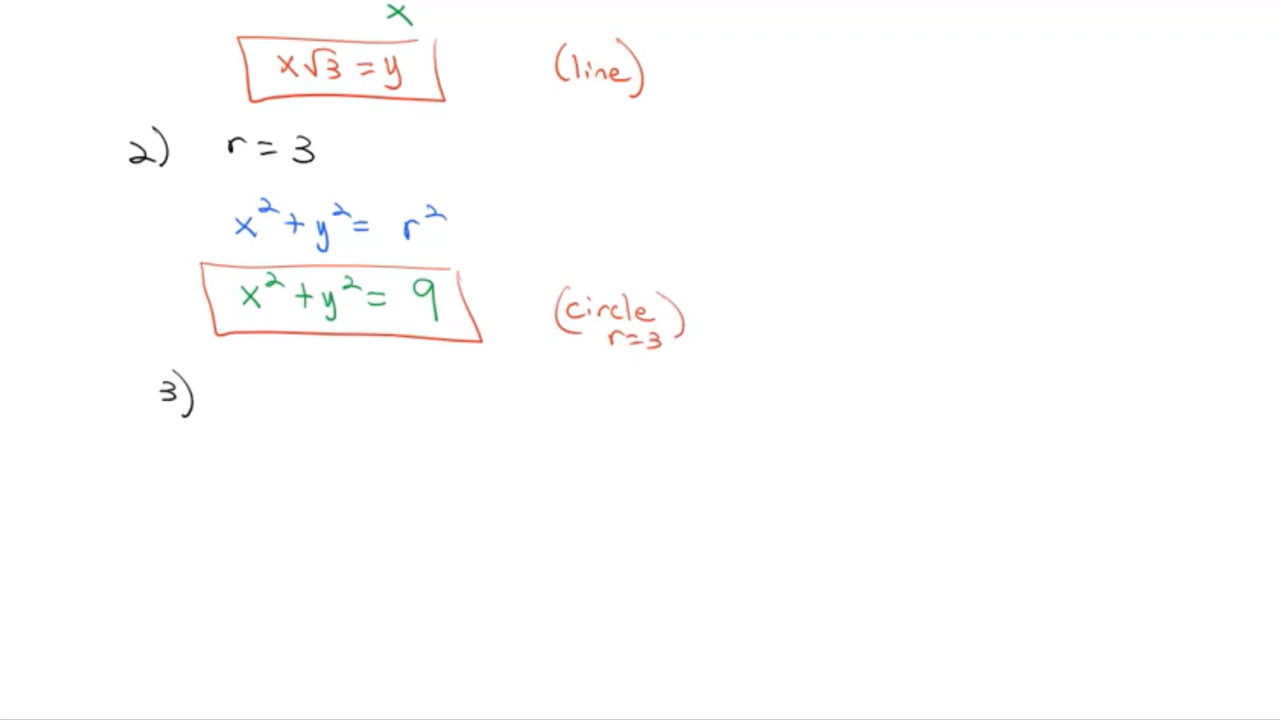 x
x√3 = y (line)
2) r = 3
x² + y² = r²
x² + y² = 9 (circle r=3)
3)